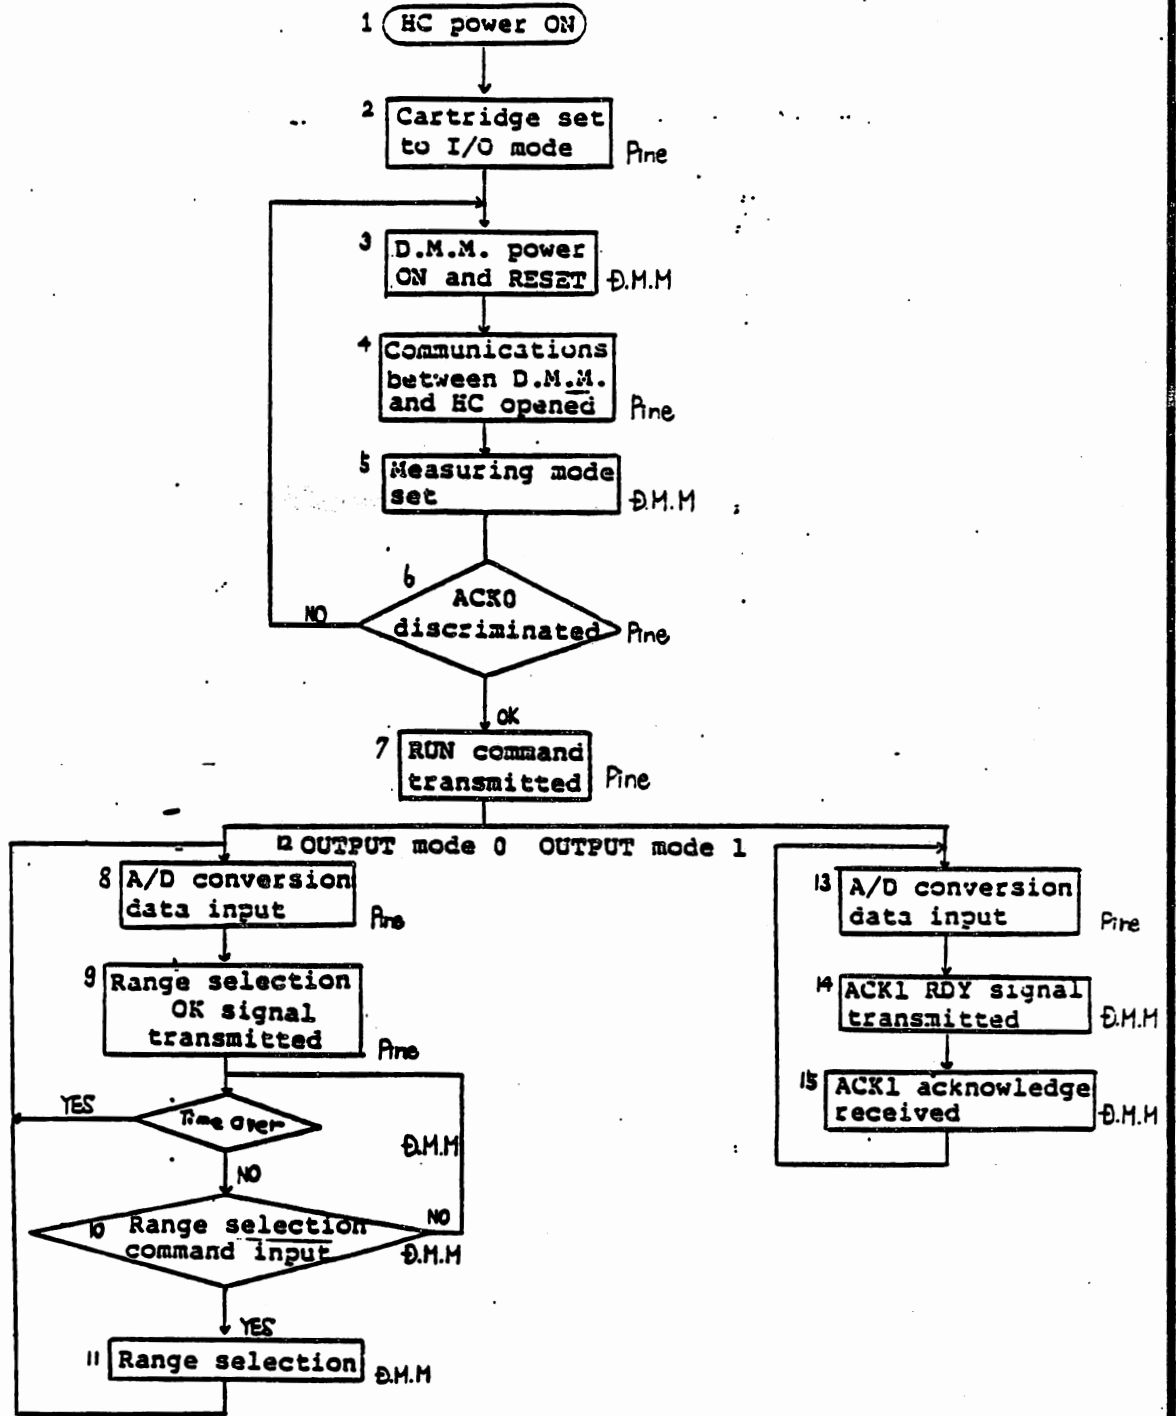 1 HC power ON
2 Cartridge set
to I/O mode Pine
3 D.M.M. power
ON and RESET D.M.M
4 Communications
between D.M.M.
and HC opened Pine
5 Measuring mode
set D.M.M
6
ACK0
discriminated Pine
NO
OK
7 RUN command
transmitted Pine
12 OUTPUT mode 0 OUTPUT mode 1
8 A/D conversion
data input Pine
9 Range selection
OK signal
transmitted Pine
YES
Time over
D.M.M
NO
10 Range selection
command input D.M.M
NO
YES
11 Range selection D.M.M
13 A/D conversion
data input Pine
14 ACK1 RDY signal
transmitted D.M.M
15 ACK1 acknowledge
received D.M.M